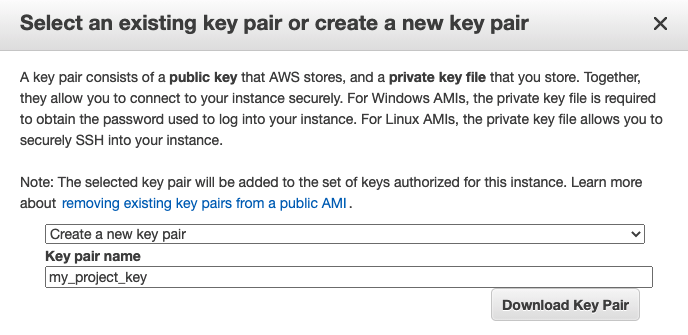 Select an existing key pair or create a new key pair
A key pair consists of a public key that AWS stores, and a private key file that you store. Together,
they allow you to connect to your instance securely. For Windows AMIs, the private key file is required
to obtain the password used to log into your instance. For Linux AMIs, the private key file allows you to
securely SSH into your instance.
Note: The selected key pair will be added to the set of keys authorized for this instance. Learn more
about removing existing key pairs from a public AMI .
Create a new key pair
Key pair name
my_project_key
Download Key Pair